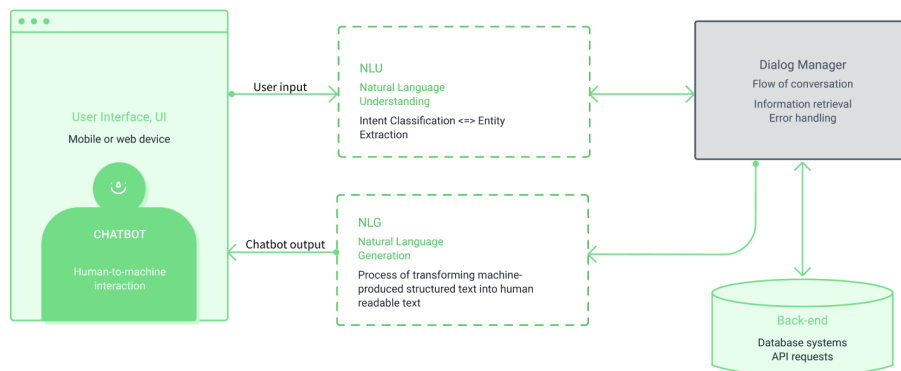 User Interface, UI
Mobile or web device
CHATBOT
Human-to-machine
interaction
User input
Chatbot output
NLU
Natural Language
Understanding
Intent Classification <=> Entity
Extraction
NLG
Natural Language
Generation
Process of transforming machine-
produced structured text into human
readable text
Dialog Manager
Flow of conversation
Information retrieval
Error handling
Back-end
Database systems
API requests